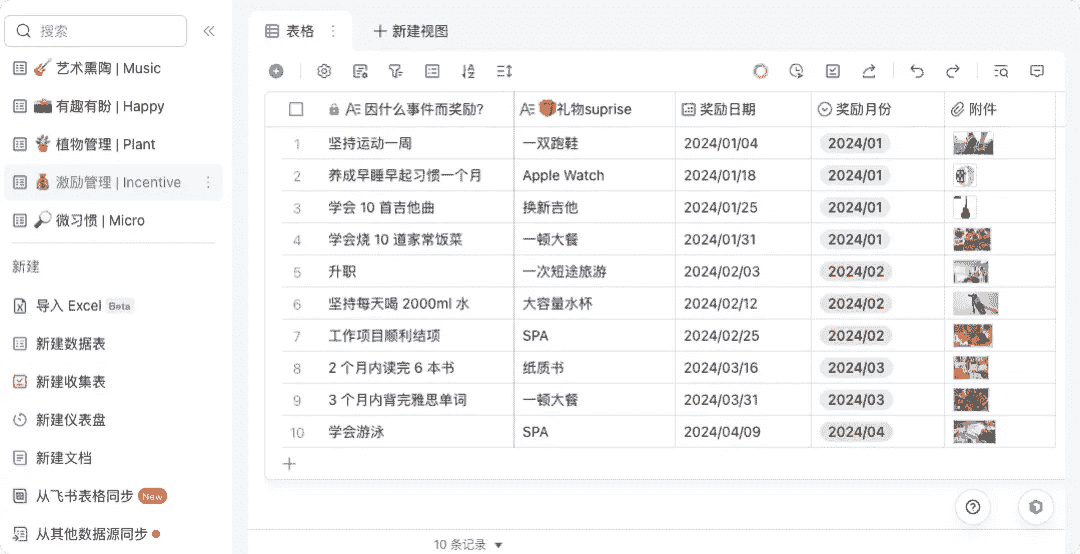 搜索
艺术熏陶 | Music
有趣有盼 | Happy
植物管理 | Plant
激励管理 | Incentive
微习惯 | Micro
新建
导入 Excel Beta
新建数据表
新建收集表
新建仪表盘
新建文档
从飞书表格同步 New
从其他数据源同步
表格 新建视图
因什么事件而奖励? 礼物suprise 奖励日期 奖励月份 附件
1 坚持运动一周 一双跑鞋 2024/01/04 2024/01
2 养成早睡早起习惯一个月 Apple Watch 2024/01/18 2024/01
3 学会 10 首吉他曲 换新吉他 2024/01/25 2024/01
4 学会烧 10 道家常饭菜 一顿大餐 2024/01/31 2024/01
5 升职 一次短途旅游 2024/02/03 2024/02
6 坚持每天喝 2000ml 水 大容量水杯 2024/02/12 2024/02
7 工作项目顺利结项 SPA 2024/02/25 2024/02
8 2 个月内读完 6 本书 纸质书 2024/03/16 2024/03
9 3 个月内背完雅思单词 一顿大餐 2024/03/31 2024/03
10 学会游泳 SPA 2024/04/09 2024/04
10 条记录